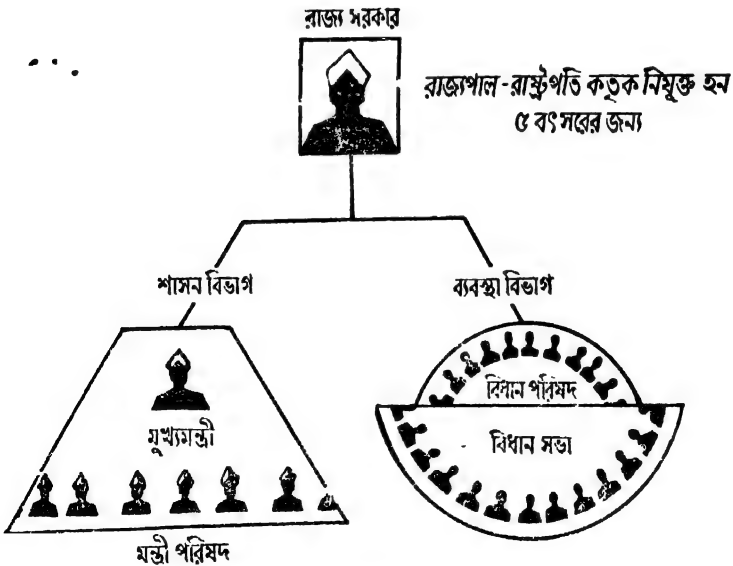 রাজ্য সরকার
রাজ্যপাল - রাষ্ট্রপতি কর্তৃক নিযুক্ত হন
৫ বৎসরের জন্য
শাসন বিভাগ
ব্যবস্থা বিভাগ
বিধান পরিষদ
মুখ্যমন্ত্রী
বিধান সভা
মন্ত্রী পরিষদ